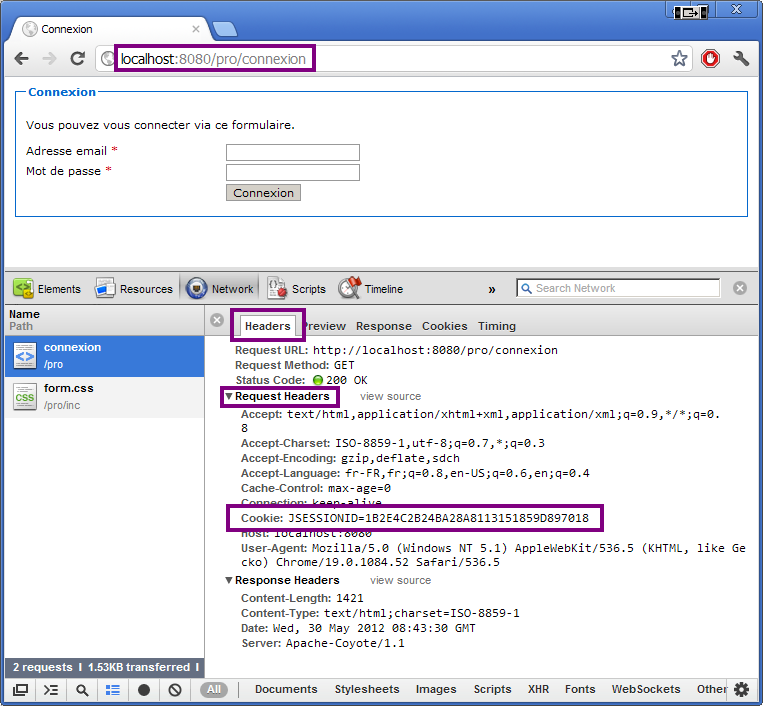 Connexion
localhost:8080/pro/connexion
Connexion
Vous pouvez vous connecter via ce formulaire.
Adresse email *
Mot de passe *
Connexion
Elements Resources Network Scripts Timeline » Search Network
Name
Path
connexion
/pro
form.css
/pro/inc
Headers Preview Response Cookies Timing
Request URL: http://localhost:8080/pro/connexion
Request Method: GET
Status Code: 200 OK
▼Request Headers view source
Accept: text/html,application/xhtml+xml,application/xml;q=0.9,*/*;q=0.
8
Accept-Charset: ISO-8859-1,utf-8;q=0.7,*;q=0.3
Accept-Encoding: gzip,deflate,sdch
Accept-Language: fr-FR,fr;q=0.8,en-US;q=0.6,en;q=0.4
Cache-Control: max-age=0
Connection: keep-alive
Cookie: JSESSIONID=1B2E4C2B24BA28A8113151859D897018
Host: localhost:8080
User-Agent: Mozilla/5.0 (Windows NT 5.1) AppleWebKit/536.5 (KHTML, like Ge
cko) Chrome/19.0.1084.52 Safari/536.5
▼Response Headers view source
Content-Length: 1421
Content-Type: text/html;charset=ISO-8859-1
Date: Wed, 30 May 2012 08:43:30 GMT
Server: Apache-Coyote/1.1
2 requests | 1.53KB transferred |
All Documents Stylesheets Images Scripts XHR Fonts WebSockets Other